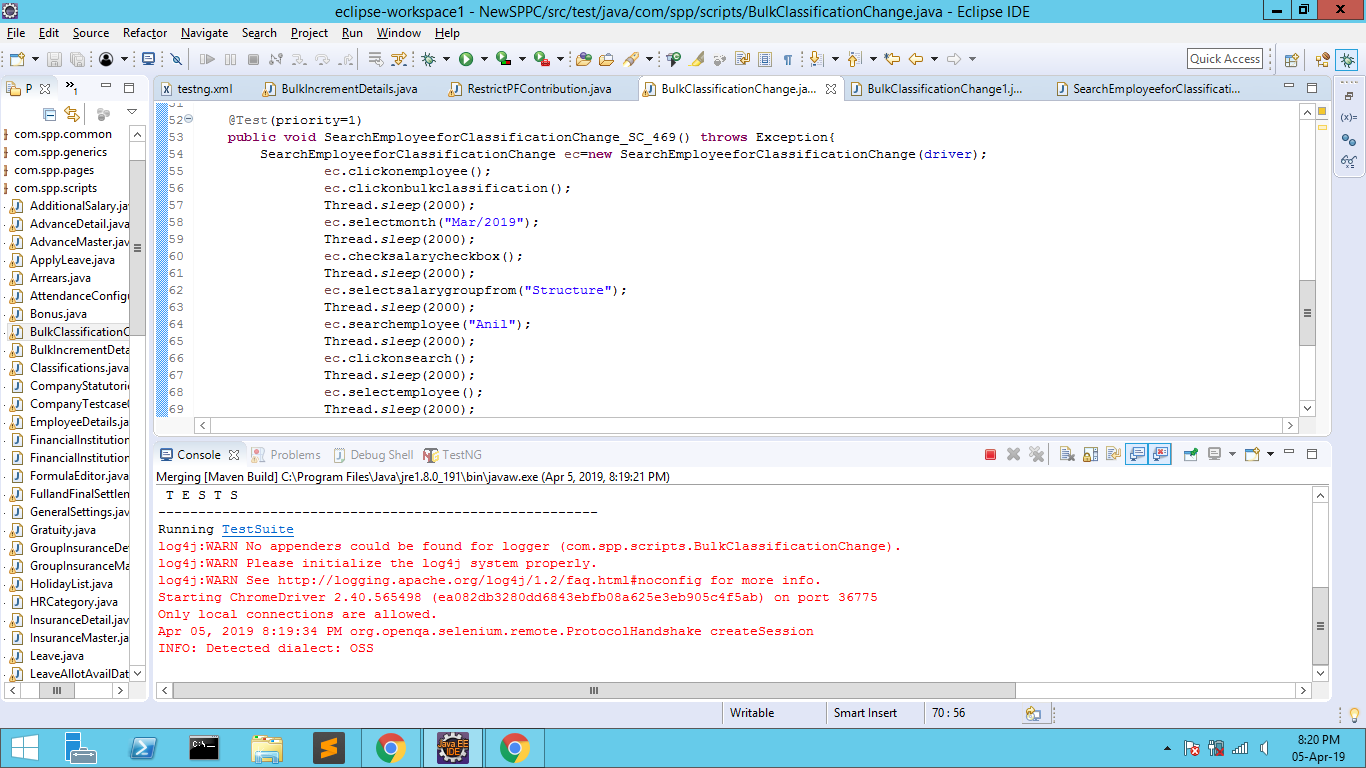 eclipse-workspace1 - NewSPPC/src/test/java/com/spp/scripts/BulkClassificationChange.java - Eclipse IDE
File Edit Source Refactor Navigate Search Project Run Window Help
Quick Access
P
testng.xml BulkIncrementDetails.java RestrictPFContribution.java BulkClassificationChange.ja... BulkClassificationChange1.j... SearchEmployeeforClassificati...
com.spp.common
com.spp.generics
com.spp.pages
com.spp.scripts
AdditionalSalary.jav
AdvanceDetail.java
AdvanceMaster.jav
ApplyLeave.java
Arrears.java
AttendanceConfigu
Bonus.java
BulkClassificationC
BulkIncrementDeta
Classifications.java
CompanyStatutori
CompanyTestcase
EmployeeDetails.ja
FinancialInstitution
FinancialInstitution
FormulaEditor.java
FullandFinalSettlen
GeneralSettings.jav
Gratuity.java
GroupInsuranceDe
GroupInsuranceMa
HolidayList.java
HRCategory.java
InsuranceDetail.jav
InsuranceMaster.ja
Leave.java
LeaveAllotAvailDat
51
52 @Test(priority=1)
53 public void SearchEmployeeforClassificationChange_SC_469() throws Exception{
54 SearchEmployeeforClassificationChange ec=new SearchEmployeeforClassificationChange(driver);
55 ec.clickonemployee();
56 ec.clickonbulkclassification();
57 Thread.sleep(2000);
58 ec.selectmonth("Mar/2019");
59 Thread.sleep(2000);
60 ec.checksalarycheckbox();
61 Thread.sleep(2000);
62 ec.selectsalarygroupfrom("Structure");
63 Thread.sleep(2000);
64 ec.searchemployee("Anil");
65 Thread.sleep(2000);
66 ec.clickonsearch();
67 Thread.sleep(2000);
68 ec.selectemployee();
69 Thread.sleep(2000);
Console Problems Debug Shell TestNG
Merging [Maven Build] C:\Program Files\Java\jre1.8.0_191\bin\javaw.exe (Apr 5, 2019, 8:19:21 PM)
T E S T S
-------------------------------------------------------
Running TestSuite
log4j:WARN No appenders could be found for logger (com.spp.scripts.BulkClassificationChange).
log4j:WARN Please initialize the log4j system properly.
log4j:WARN See http://logging.apache.org/log4j/1.2/faq.html#noconfig for more info.
Starting ChromeDriver 2.40.565498 (ea082db3280dd6843ebfb08a625e3eb905c4f5ab) on port 36775
Only local connections are allowed.
Apr 05, 2019 8:19:34 PM org.openqa.selenium.remote.ProtocolHandshake createSession
INFO: Detected dialect: OSS
Writable Smart Insert 70 : 56
Java EE
IDE
8:20 PM
05-Apr-19